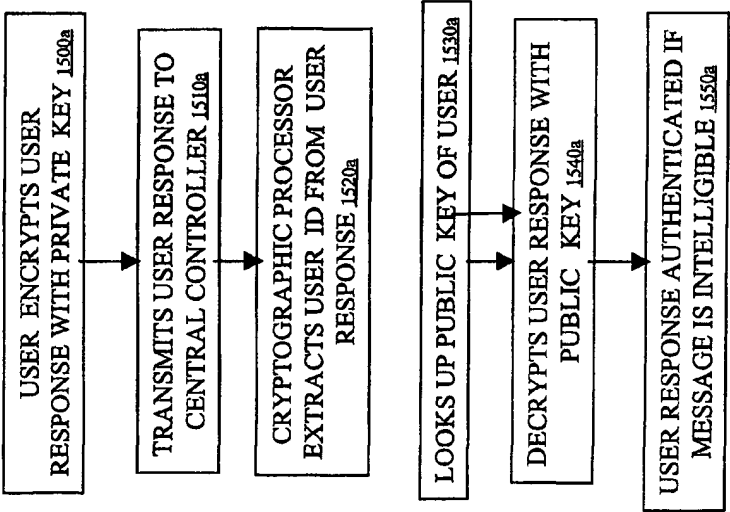 USER ENCRYPTS USER
RESPONSE WITH PRIVATE KEY 1500a
TRANSMITS USER RESPONSE TO
CENTRAL CONTROLLER 1510a
CRYPTOGRAPHIC PROCESSOR
EXTRACTS USER ID FROM USER
RESPONSE 1520a
LOOKS UP PUBLIC KEY OF USER 1530a
DECRYPTS USER RESPONSE WITH
PUBLIC KEY 1540a
USER RESPONSE AUTHENTICATED IF
MESSAGE IS INTELLIGIBLE 1550a